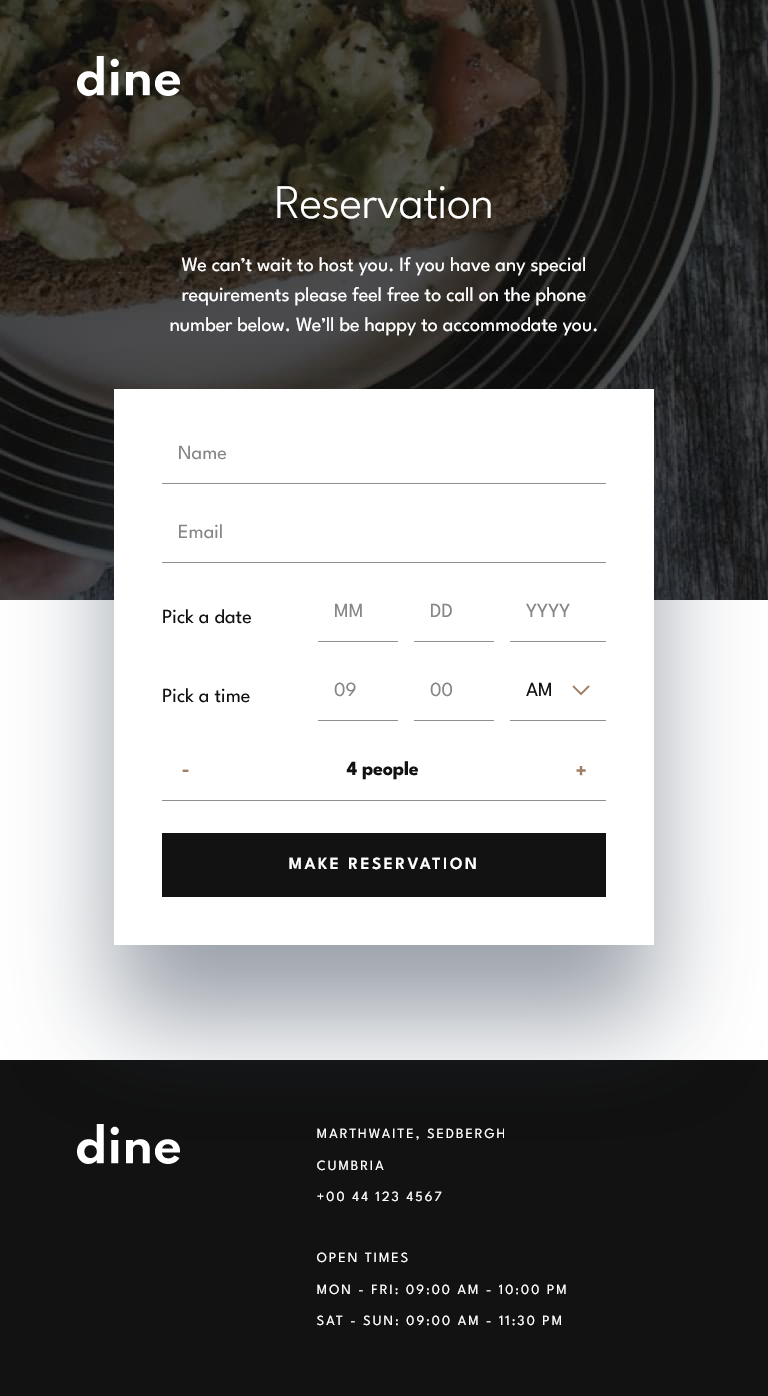 dine
Reservation
We can’t wait to host you. If you have any special
requirements please feel free to call on the phone
number below. We’ll be happy to accommodate you.
Name
Email
Pick a date MM DD YYYY
Pick a time 09 00 AM
- 4 people +
MAKE RESERVATION
dine
MARTHWAITE, SEDBERGH
CUMBRIA
+00 44 123 4567
OPEN TIMES
MON - FRI: 09:00 AM - 10:00 PM
SAT - SUN: 09:00 AM - 11:30 PM